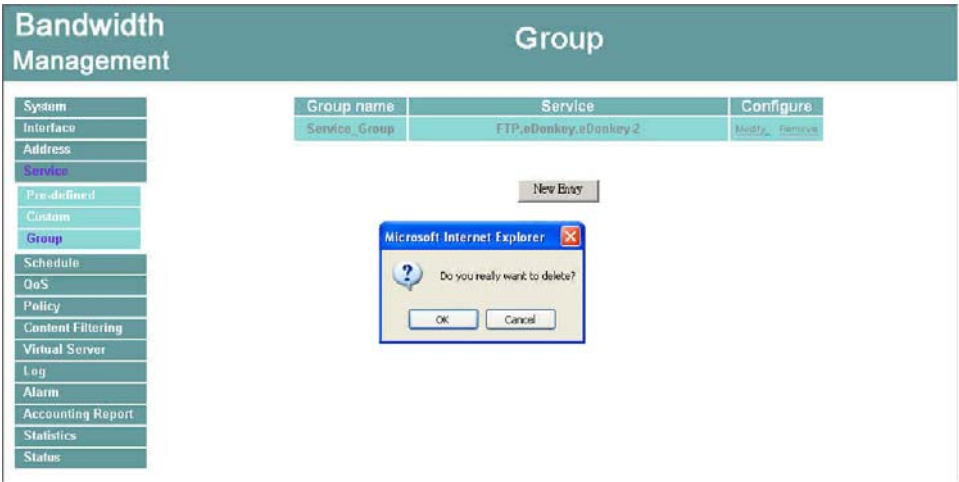 Bandwidth
Management
Group
System
Interface
Address
Service
Pre-defined
Custom
Group
Schedule
QoS
Policy
Content Filtering
Virtual Server
Log
Alarm
Accounting Report
Statistics
Status
Group name Service Configure
Service_Group FTP,eDonkey,eDonkey-2 Modify Remove
New Entry
Microsoft Internet Explorer
Do you really want to delete?
OK Cancel